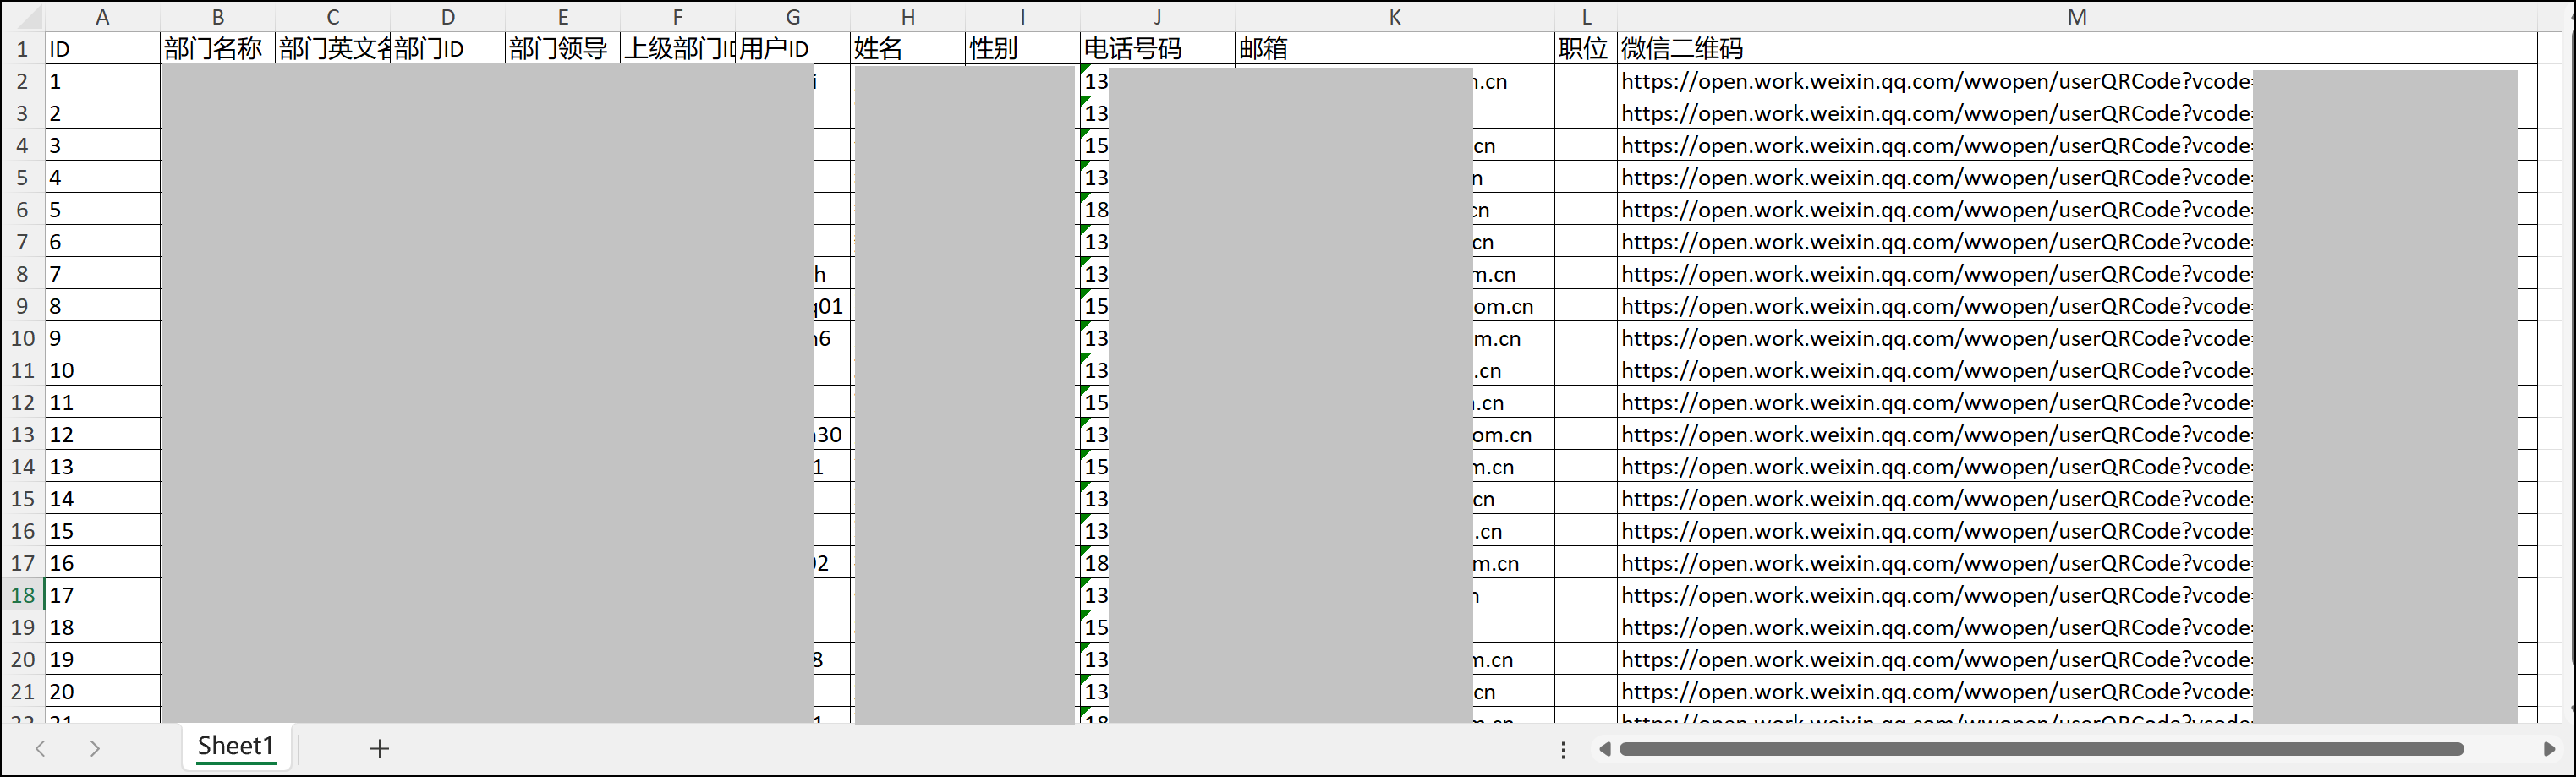 A B C D E F G H I J K L M
1 ID 部门名称 部门英文名 部门ID 部门领导 上级部门ID 用户ID 姓名 性别 电话号码 邮箱 职位 微信二维码
2 1 i 13 .cn https://open.work.weixin.qq.com/wwopen/userQRCode?vcode=
3 2 13 https://open.work.weixin.qq.com/wwopen/userQRCode?vcode=
4 3 15 cn https://open.work.weixin.qq.com/wwopen/userQRCode?vcode=
5 4 13 n https://open.work.weixin.qq.com/wwopen/userQRCode?vcode=
6 5 18 cn https://open.work.weixin.qq.com/wwopen/userQRCode?vcode=
7 6 13 cn https://open.work.weixin.qq.com/wwopen/userQRCode?vcode=
8 7 h 13 m.cn https://open.work.weixin.qq.com/wwopen/userQRCode?vcode=
9 8 q01 15 om.cn https://open.work.weixin.qq.com/wwopen/userQRCode?vcode=
10 9 6 13 m.cn https://open.work.weixin.qq.com/wwopen/userQRCode?vcode=
11 10 13 .cn https://open.work.weixin.qq.com/wwopen/userQRCode?vcode=
12 11 15 .cn https://open.work.weixin.qq.com/wwopen/userQRCode?vcode=
13 12 30 13 om.cn https://open.work.weixin.qq.com/wwopen/userQRCode?vcode=
14 13 1 15 m.cn https://open.work.weixin.qq.com/wwopen/userQRCode?vcode=
15 14 13 cn https://open.work.weixin.qq.com/wwopen/userQRCode?vcode=
16 15 13 .cn https://open.work.weixin.qq.com/wwopen/userQRCode?vcode=
17 16 02 18 m.cn https://open.work.weixin.qq.com/wwopen/userQRCode?vcode=
18 17 13 https://open.work.weixin.qq.com/wwopen/userQRCode?vcode=
19 18 15 https://open.work.weixin.qq.com/wwopen/userQRCode?vcode=
20 19 8 13 m.cn https://open.work.weixin.qq.com/wwopen/userQRCode?vcode=
21 20 13 cn https://open.work.weixin.qq.com/wwopen/userQRCode?vcode=
22 21 1 18 m.cn https://open.work.weixin.qq.com/wwopen/userQRCode?vcode=
Sheet1